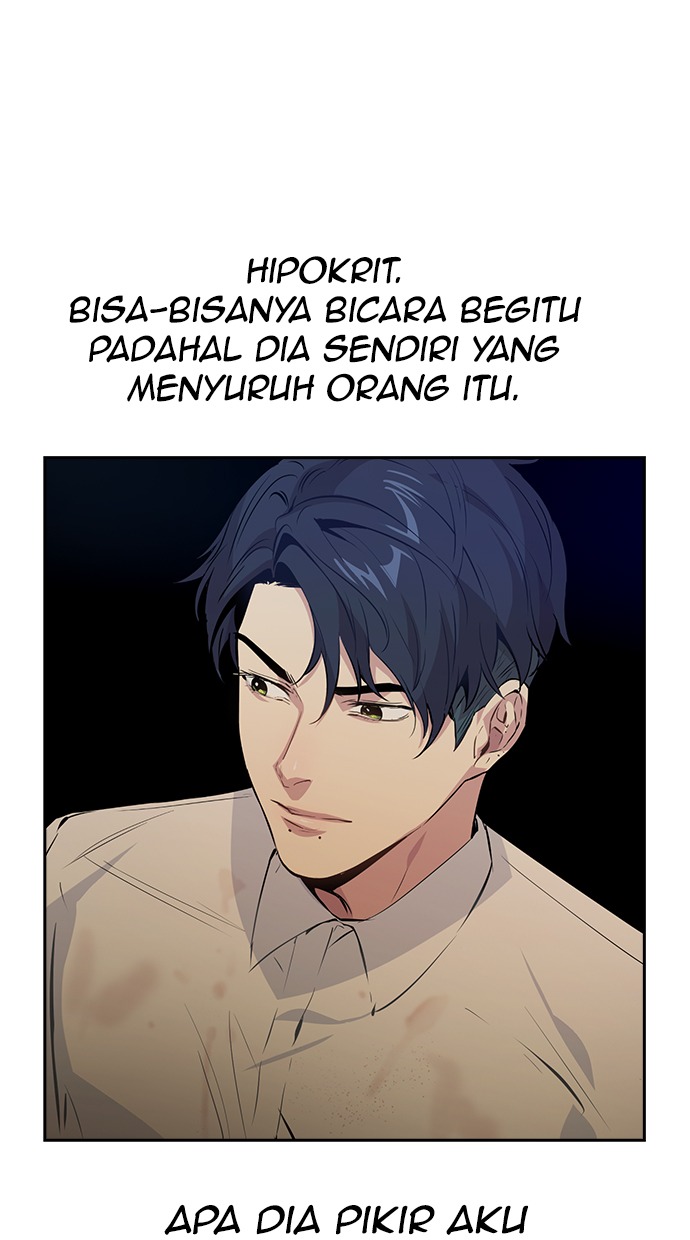 HIPOKRIT.
BISA-BISANYA BICARA BEGITU
PADAHAL DIA SENDIRI YANG
MENYURUH ORANG ITU.
APA DIA PIKIR AKU